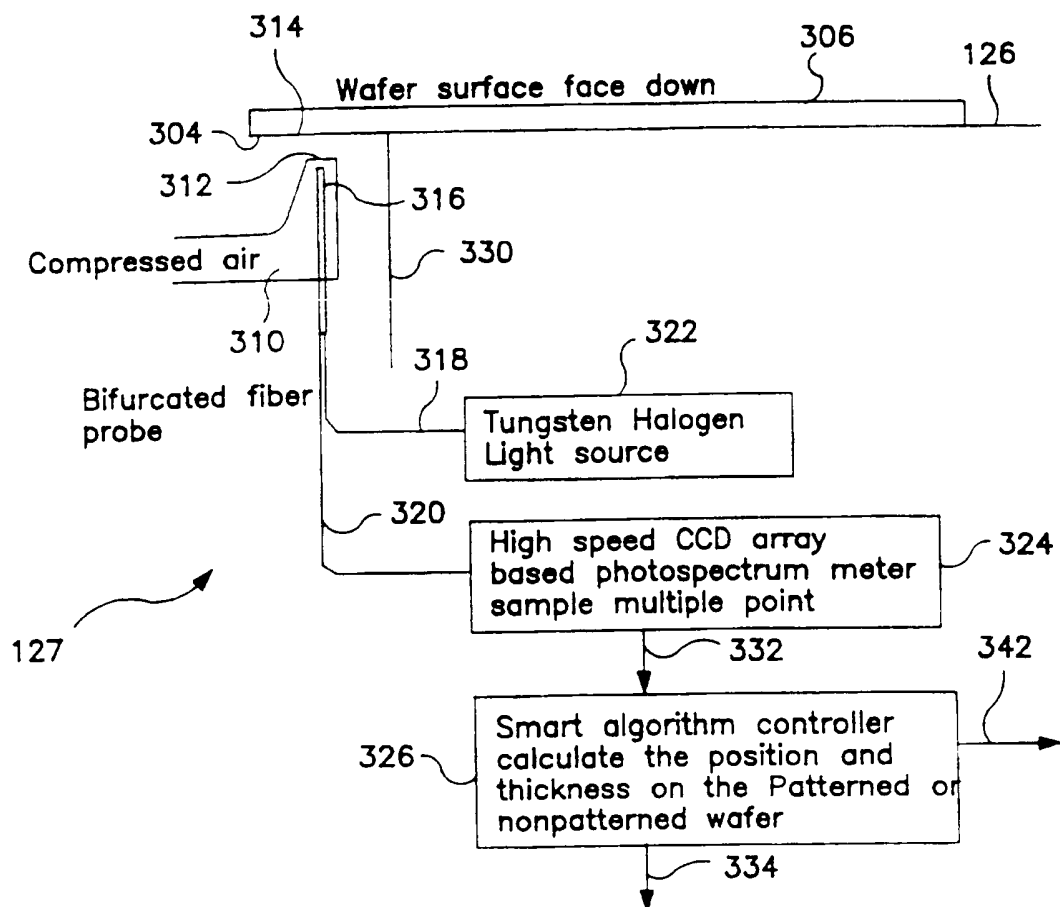 314
306
126
Wafer surface face down
304
312
316
Compressed air
330
310
318
322
Bifurcated fiber
probe
Tungsten Halogen
Light source
320
High speed CCD array
based photospectrum meter
sample multiple point
324
127
332
342
Smart algorithm controller
calculate the position and
thickness on the Patterned or
nonpatterned wafer
326
334